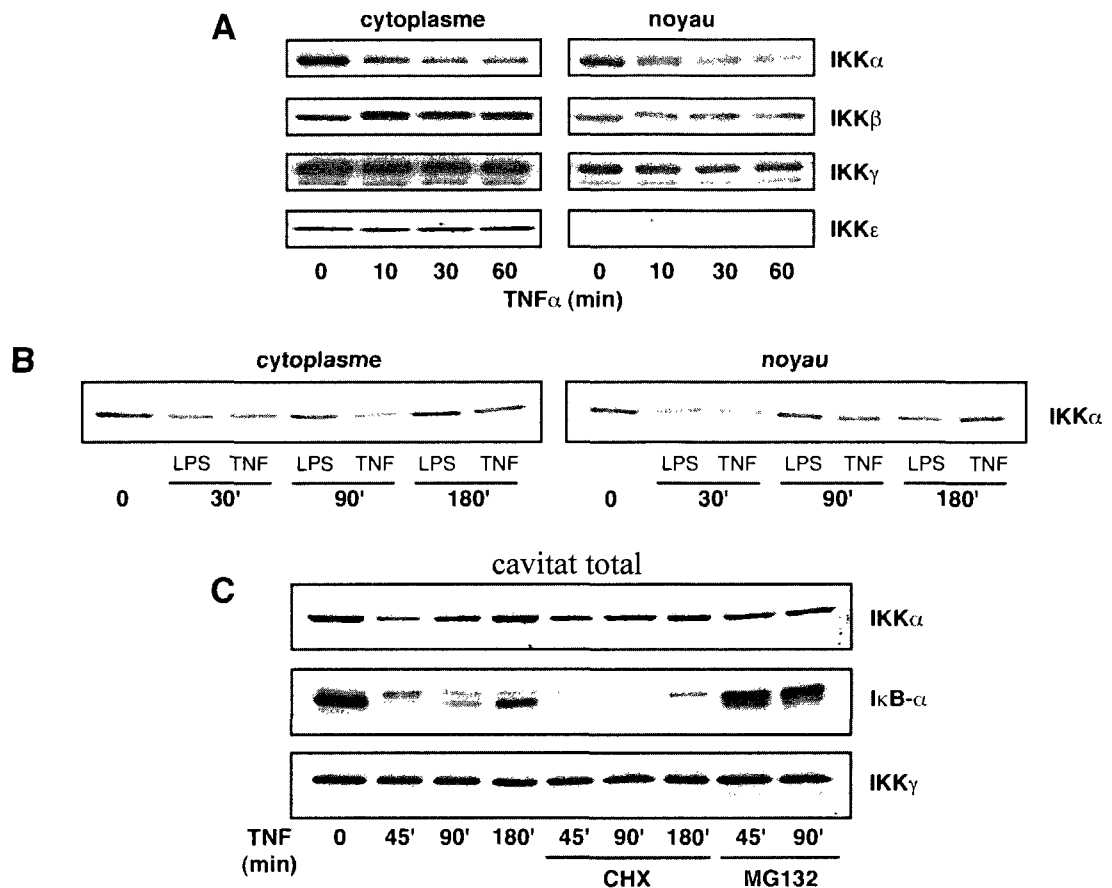 A
cytoplasme noyau
IKKα
IKKβ
IKKγ
IKKε
0 10 30 60 0 10 30 60
TNFα (min)
B
cytoplasme noyau
IKKα
LPS TNF LPS TNF LPS TNF LPS TNF LPS TNF LPS TNF
0 30' 90' 180' 0 30' 90' 180'
cavitat total
C
IKKα
IκB-α
IKKγ
TNF 0 45' 90' 180' 45' 90' 180' 45' 90'
(min)
CHX MG132